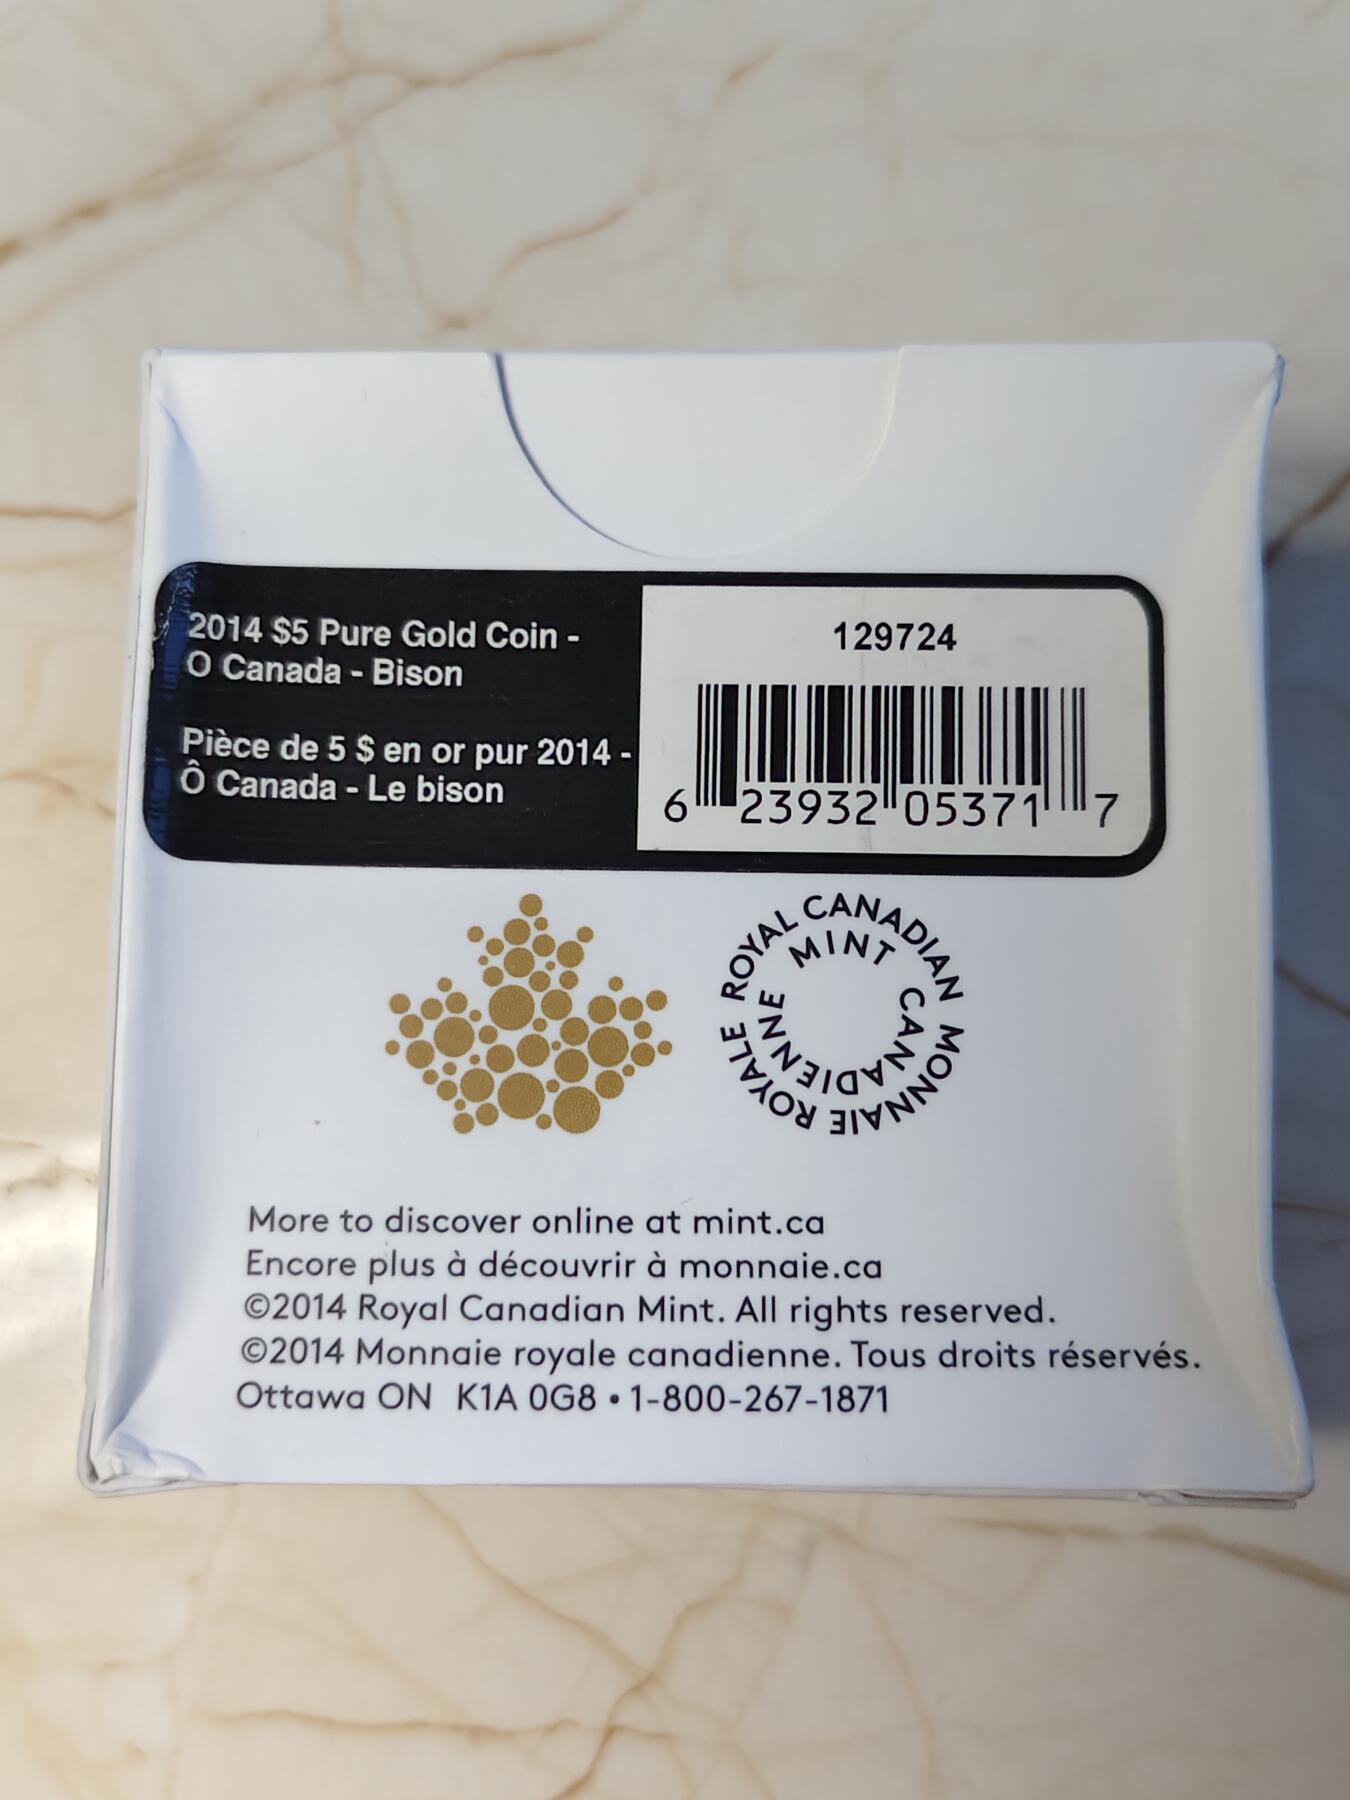 2014 $5 Pure Gold Coin -
O Canada - Bison
Pièce de 5 $ en or pur 2014 -
Ô Canada - Le bison
129724
6 23932 05371 7
ROYAL CANADIAN
MINT
MONNAIE ROYALE
CANADIENNE
More to discover online at mint.ca
Encore plus à découvrir à monnaie.ca
©2014 Royal Canadian Mint. All rights reserved.
©2014 Monnaie royale canadienne. Tous droits réservés.
Ottawa ON K1A 0G8 • 1-800-267-1871